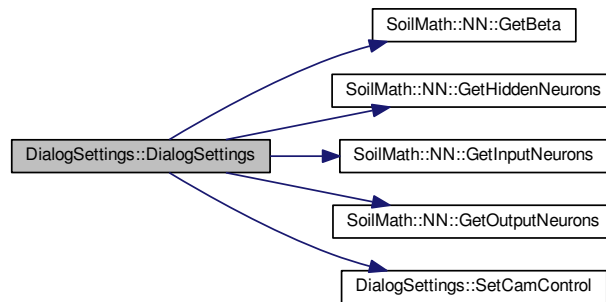 SoilMath::NN::GetBeta
SoilMath::NN::GetHiddenNeurons
DialogSettings::DialogSettings
SoilMath::NN::GetInputNeurons
SoilMath::NN::GetOutputNeurons
DialogSettings::SetCamControl